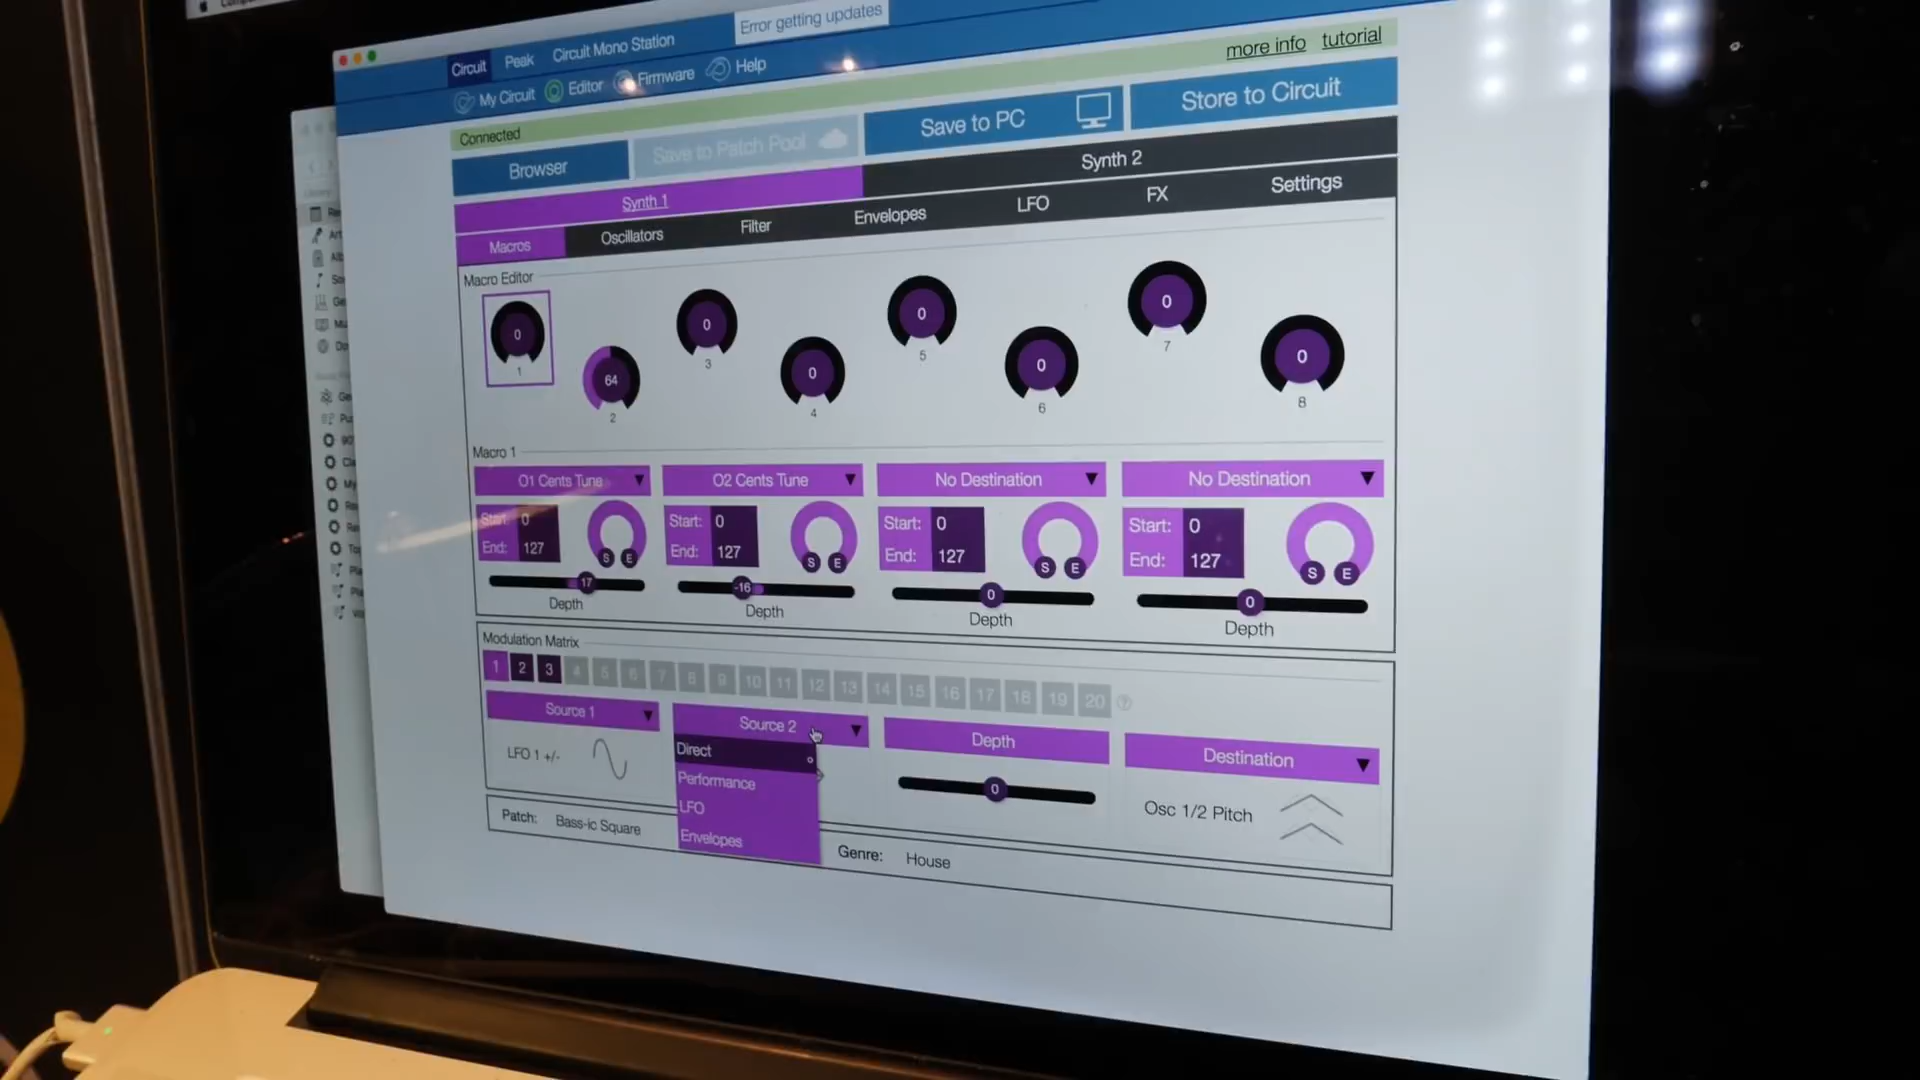 Error getting updates
Circuit Peak Circuit Mono Station
My Circuit Editor Firmware Help
more info tutorial
Connected
Browser Save to Patch Pool Save to PC Store to Circuit
Synth 1 Synth 2
Macros Oscillators Filter Envelopes LFO FX Settings
Macro Editor
0 64 0 0 0 0 0 0
1 2 3 4 5 6 7 8
Macro 1
O1 Cents Tune O2 Cents Tune No Destination No Destination
Start: 0 Start: 0 Start: 0 Start: 0
End: 127 End: 127 End: 127 End: 127
S E S E S E S E
17 -16 0 0
Depth Depth Depth Depth
Modulation Matrix
1 2 3 4 5 6 7 8 9 10 11 12 13 14 15 16 17 18 19 20 ?
Source 1 Source 2 Depth Destination
LFO 1 +/- 0 Osc 1/2 Pitch
Direct
Performance
LFO
Envelopes
Patch: Bass-ic Square Genre: House